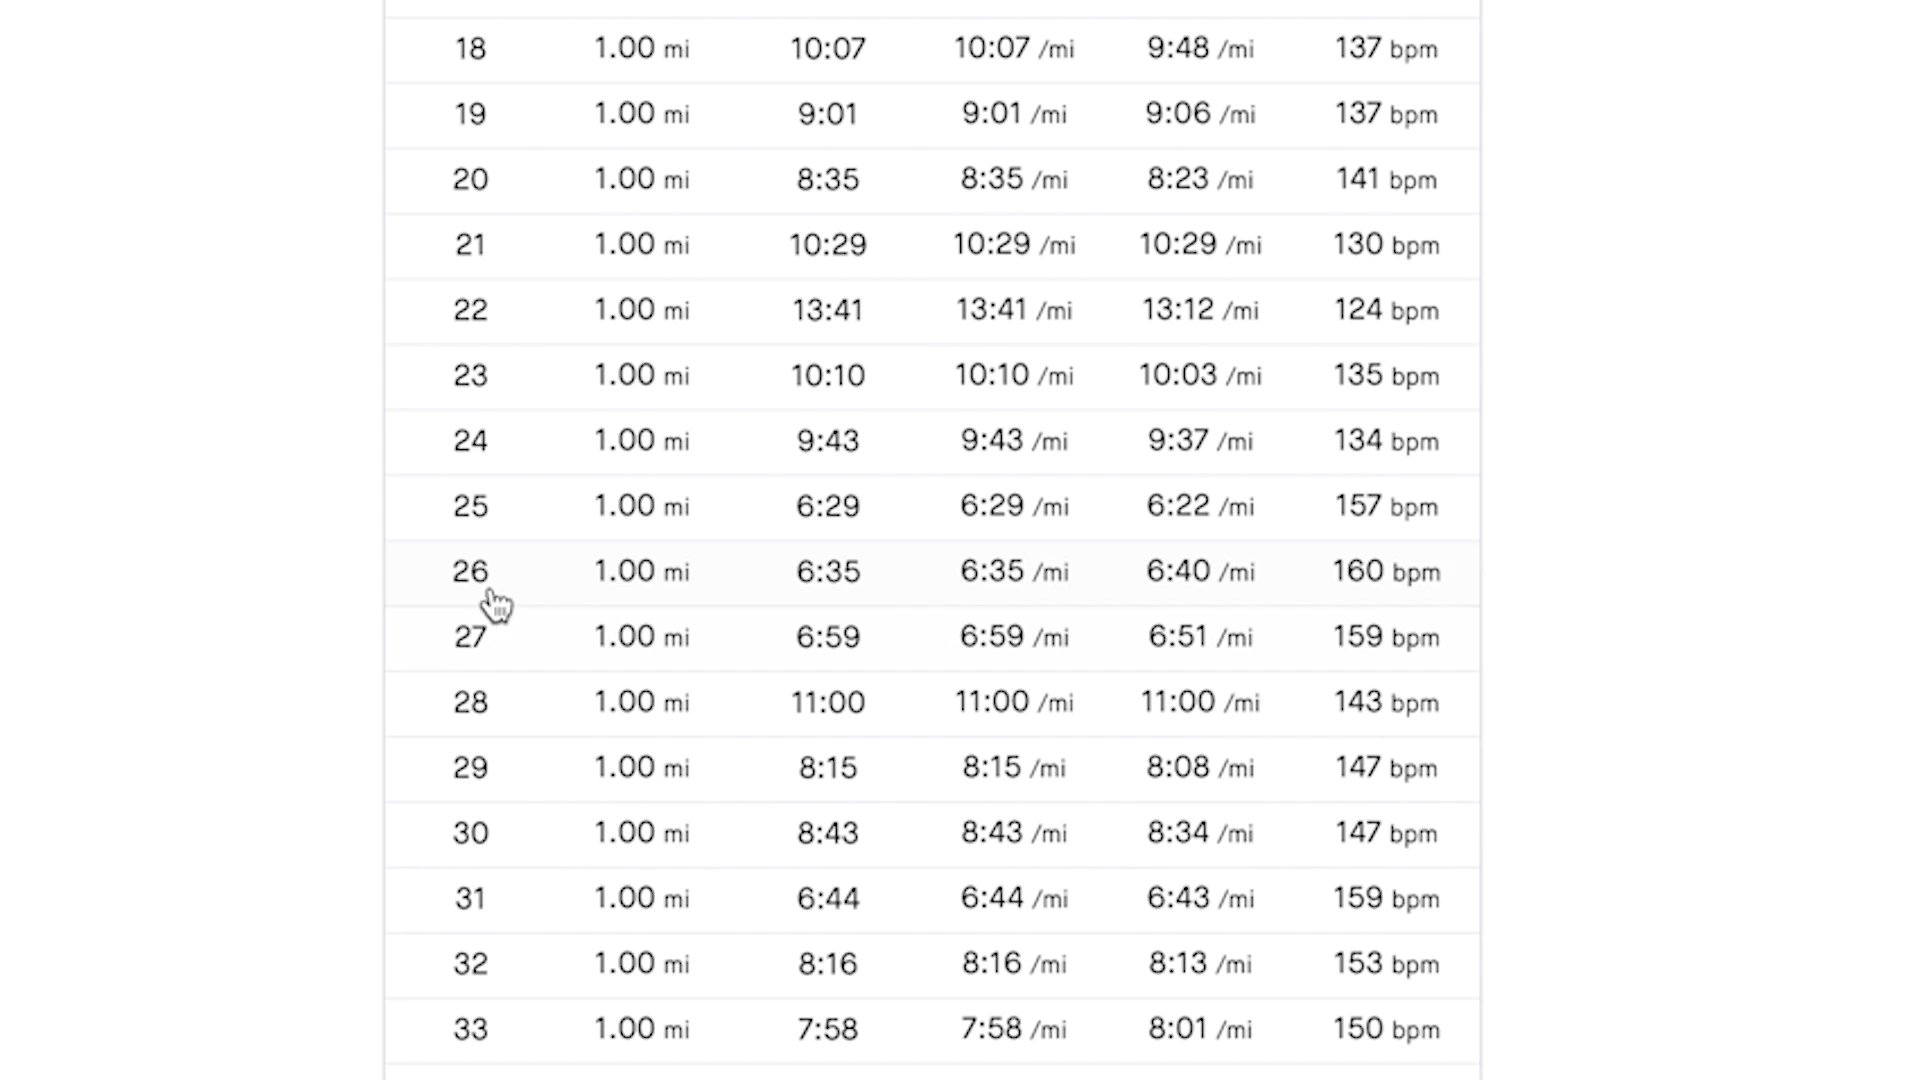 18 1.00 mi 10:07 10:07 /mi 9:48 /mi 137 bpm
19 1.00 mi 9:01 9:01 /mi 9:06 /mi 137 bpm
20 1.00 mi 8:35 8:35 /mi 8:23 /mi 141 bpm
21 1.00 mi 10:29 10:29 /mi 10:29 /mi 130 bpm
22 1.00 mi 13:41 13:41 /mi 13:12 /mi 124 bpm
23 1.00 mi 10:10 10:10 /mi 10:03 /mi 135 bpm
24 1.00 mi 9:43 9:43 /mi 9:37 /mi 134 bpm
25 1.00 mi 6:29 6:29 /mi 6:22 /mi 157 bpm
26 1.00 mi 6:35 6:35 /mi 6:40 /mi 160 bpm
27 1.00 mi 6:59 6:59 /mi 6:51 /mi 159 bpm
28 1.00 mi 11:00 11:00 /mi 11:00 /mi 143 bpm
29 1.00 mi 8:15 8:15 /mi 8:08 /mi 147 bpm
30 1.00 mi 8:43 8:43 /mi 8:34 /mi 147 bpm
31 1.00 mi 6:44 6:44 /mi 6:43 /mi 159 bpm
32 1.00 mi 8:16 8:16 /mi 8:13 /mi 153 bpm
33 1.00 mi 7:58 7:58 /mi 8:01 /mi 150 bpm